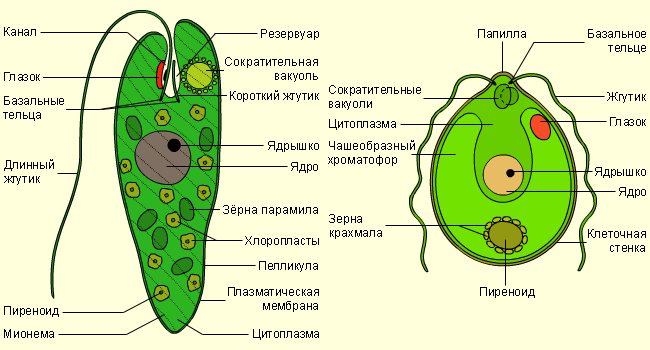 Канал
Глазок
Базальные
тельца
Длинный
жгутик
Пиреноид
Мионема
Резервуар
Сократительная
вакуоль
Короткий жгутик
Ядрышко
Ядро
Зёрна парамила
Хлоропласты
Пелликула
Плазматическая
мембрана
Цитоплазма
Папилла
Базальное
тельце
Сократительные
вакуоли
Цитоплазма
Чашеобразный
хроматофор
Зерна
крахмала
Пиреноид
Жгутик
Глазок
Ядрышко
Ядро
Клеточная
стенка